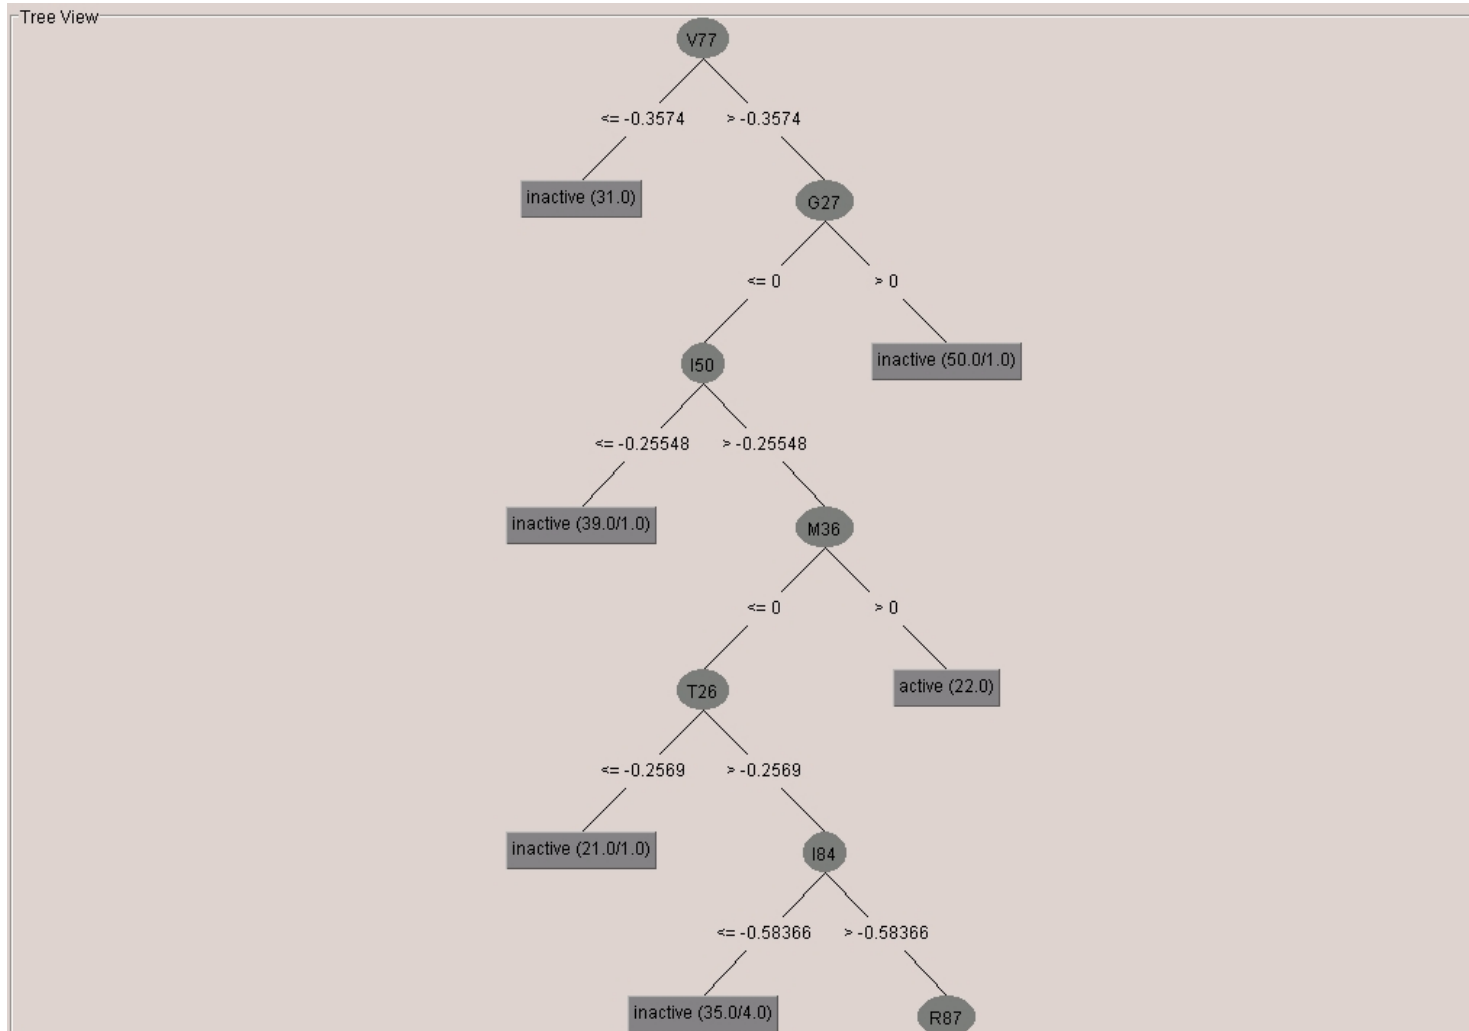 Tree View
V77
<= -0.3574 > -0.3574
inactive (31.0) G27
<= 0 > 0
I50 inactive (50.0/1.0)
<= -0.25548 > -0.25548
inactive (39.0/1.0) M36
<= 0 > 0
T26 active (22.0)
<= -0.2569 > -0.2569
inactive (21.0/1.0) I84
<= -0.58366 > -0.58366
inactive (35.0/4.0) R87